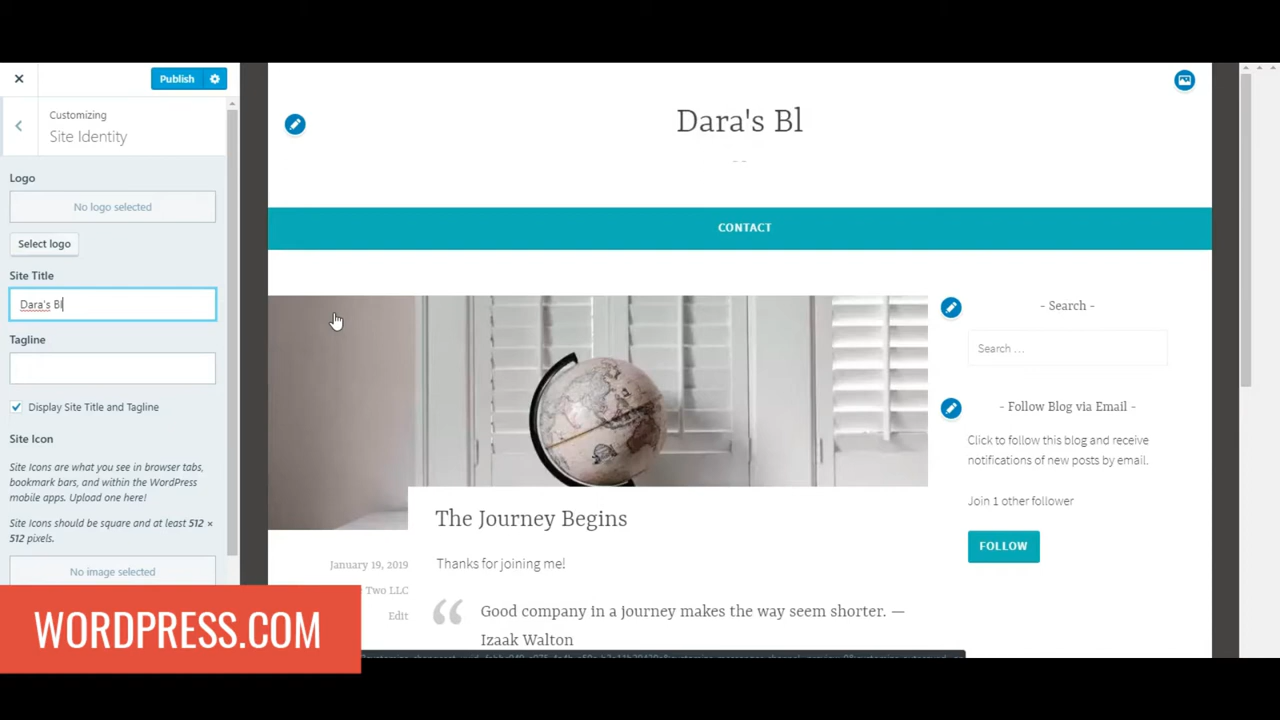 Publish
Customizing
Site Identity
Logo
No logo selected
Select logo
Site Title
Dara's Bl
Tagline
Display Site Title and Tagline
Site Icon
Site Icons are what you see in browser tabs,
bookmark bars, and within the WordPress
mobile apps. Upload one here!
Site Icons should be square and at least 512 ×
512 pixels.
No image selected
WORDPRESS.COM
Dara's Bl
CONTACT
The Journey Begins
January 19, 2019
Two LLC
Edit
Thanks for joining me!
“ Good company in a journey makes the way seem shorter. —
Izaak Walton
- Search -
Search …
- Follow Blog via Email -
Click to follow this blog and receive
notifications of new posts by email.
Join 1 other follower
FOLLOW